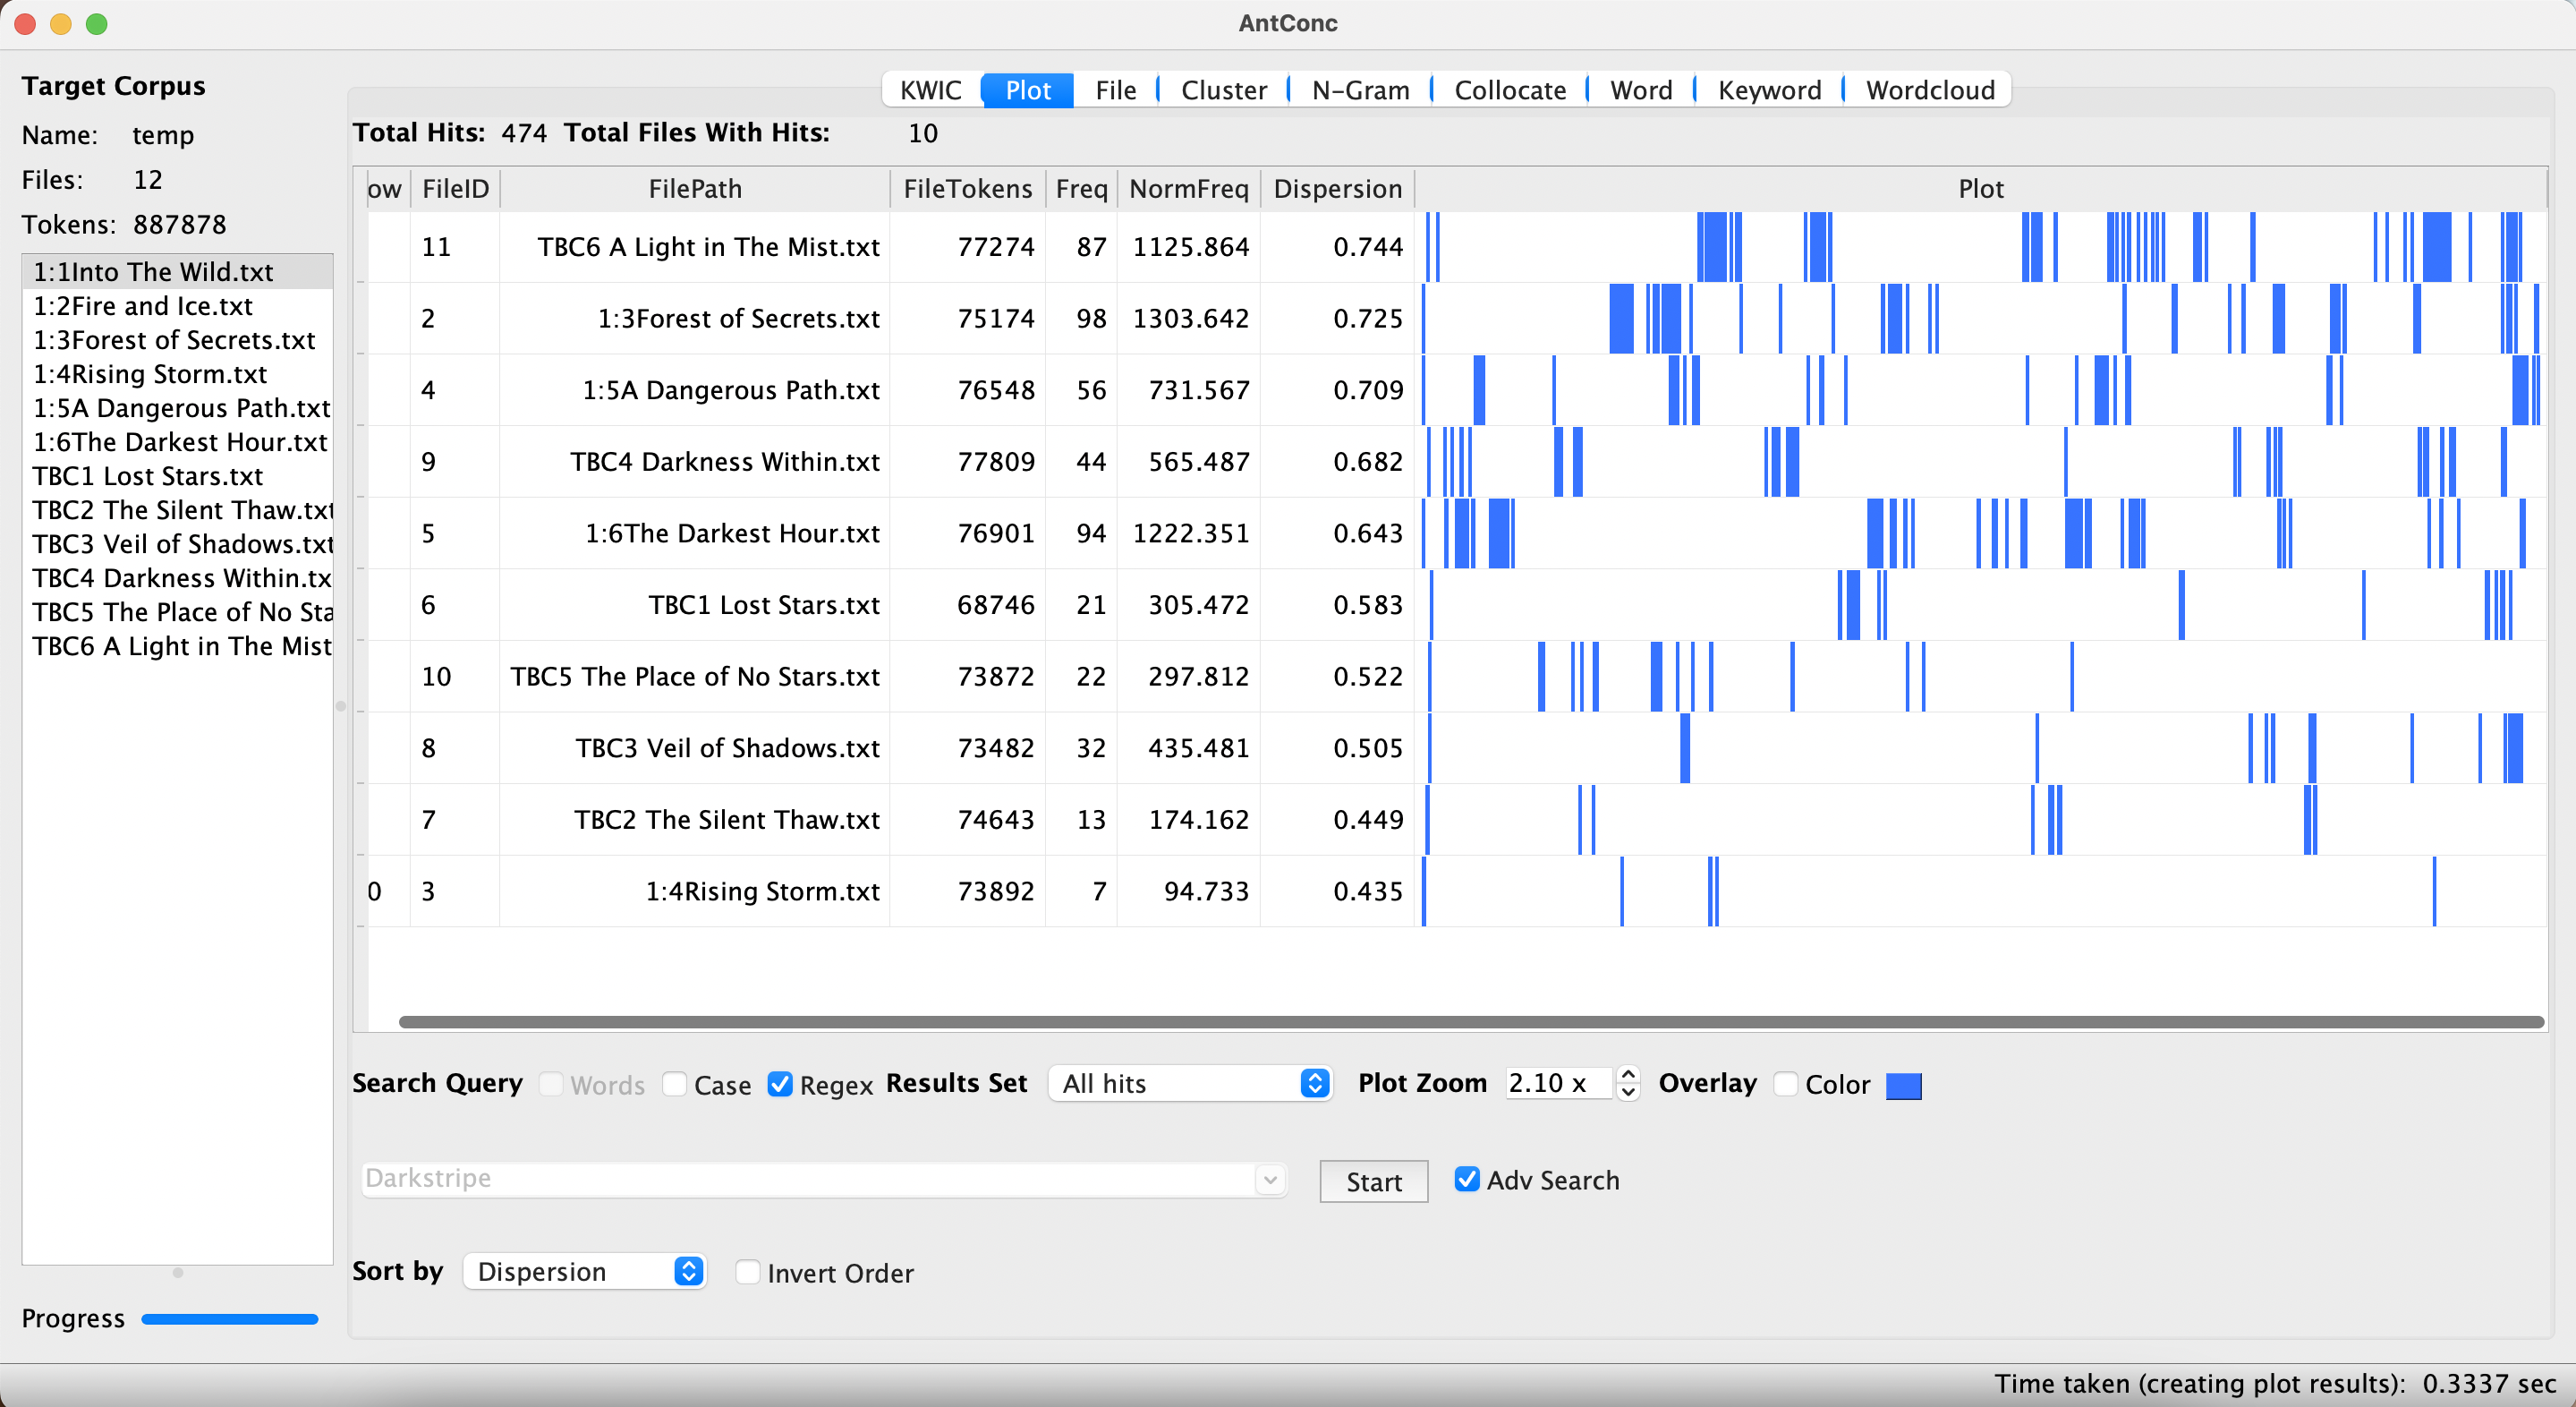 AntConc
Target Corpus
Name: temp
Files: 12
Tokens: 887878
1:1Into The Wild.txt
1:2Fire and Ice.txt
1:3Forest of Secrets.txt
1:4Rising Storm.txt
1:5A Dangerous Path.txt
1:6The Darkest Hour.txt
TBC1 Lost Stars.txt
TBC2 The Silent Thaw.txt
TBC3 Veil of Shadows.txt
TBC4 Darkness Within.tx
TBC5 The Place of No Sta
TBC6 A Light in The Mist
Progress
KWIC Plot File Cluster N-Gram Collocate Word Keyword Wordcloud
Total Hits: 474 Total Files With Hits: 10
ow FileID FilePath FileTokens Freq NormFreq Dispersion Plot
11 TBC6 A Light in The Mist.txt 77274 87 1125.864 0.744
2 1:3Forest of Secrets.txt 75174 98 1303.642 0.725
4 1:5A Dangerous Path.txt 76548 56 731.567 0.709
9 TBC4 Darkness Within.txt 77809 44 565.487 0.682
5 1:6The Darkest Hour.txt 76901 94 1222.351 0.643
6 TBC1 Lost Stars.txt 68746 21 305.472 0.583
10 TBC5 The Place of No Stars.txt 73872 22 297.812 0.522
8 TBC3 Veil of Shadows.txt 73482 32 435.481 0.505
7 TBC2 The Silent Thaw.txt 74643 13 174.162 0.449
0 3 1:4Rising Storm.txt 73892 7 94.733 0.435
Search Query Words Case Regex Results Set All hits Plot Zoom 2.10 x Overlay Color
Darkstripe Start Adv Search
Sort by Dispersion Invert Order
Time taken (creating plot results): 0.3337 sec